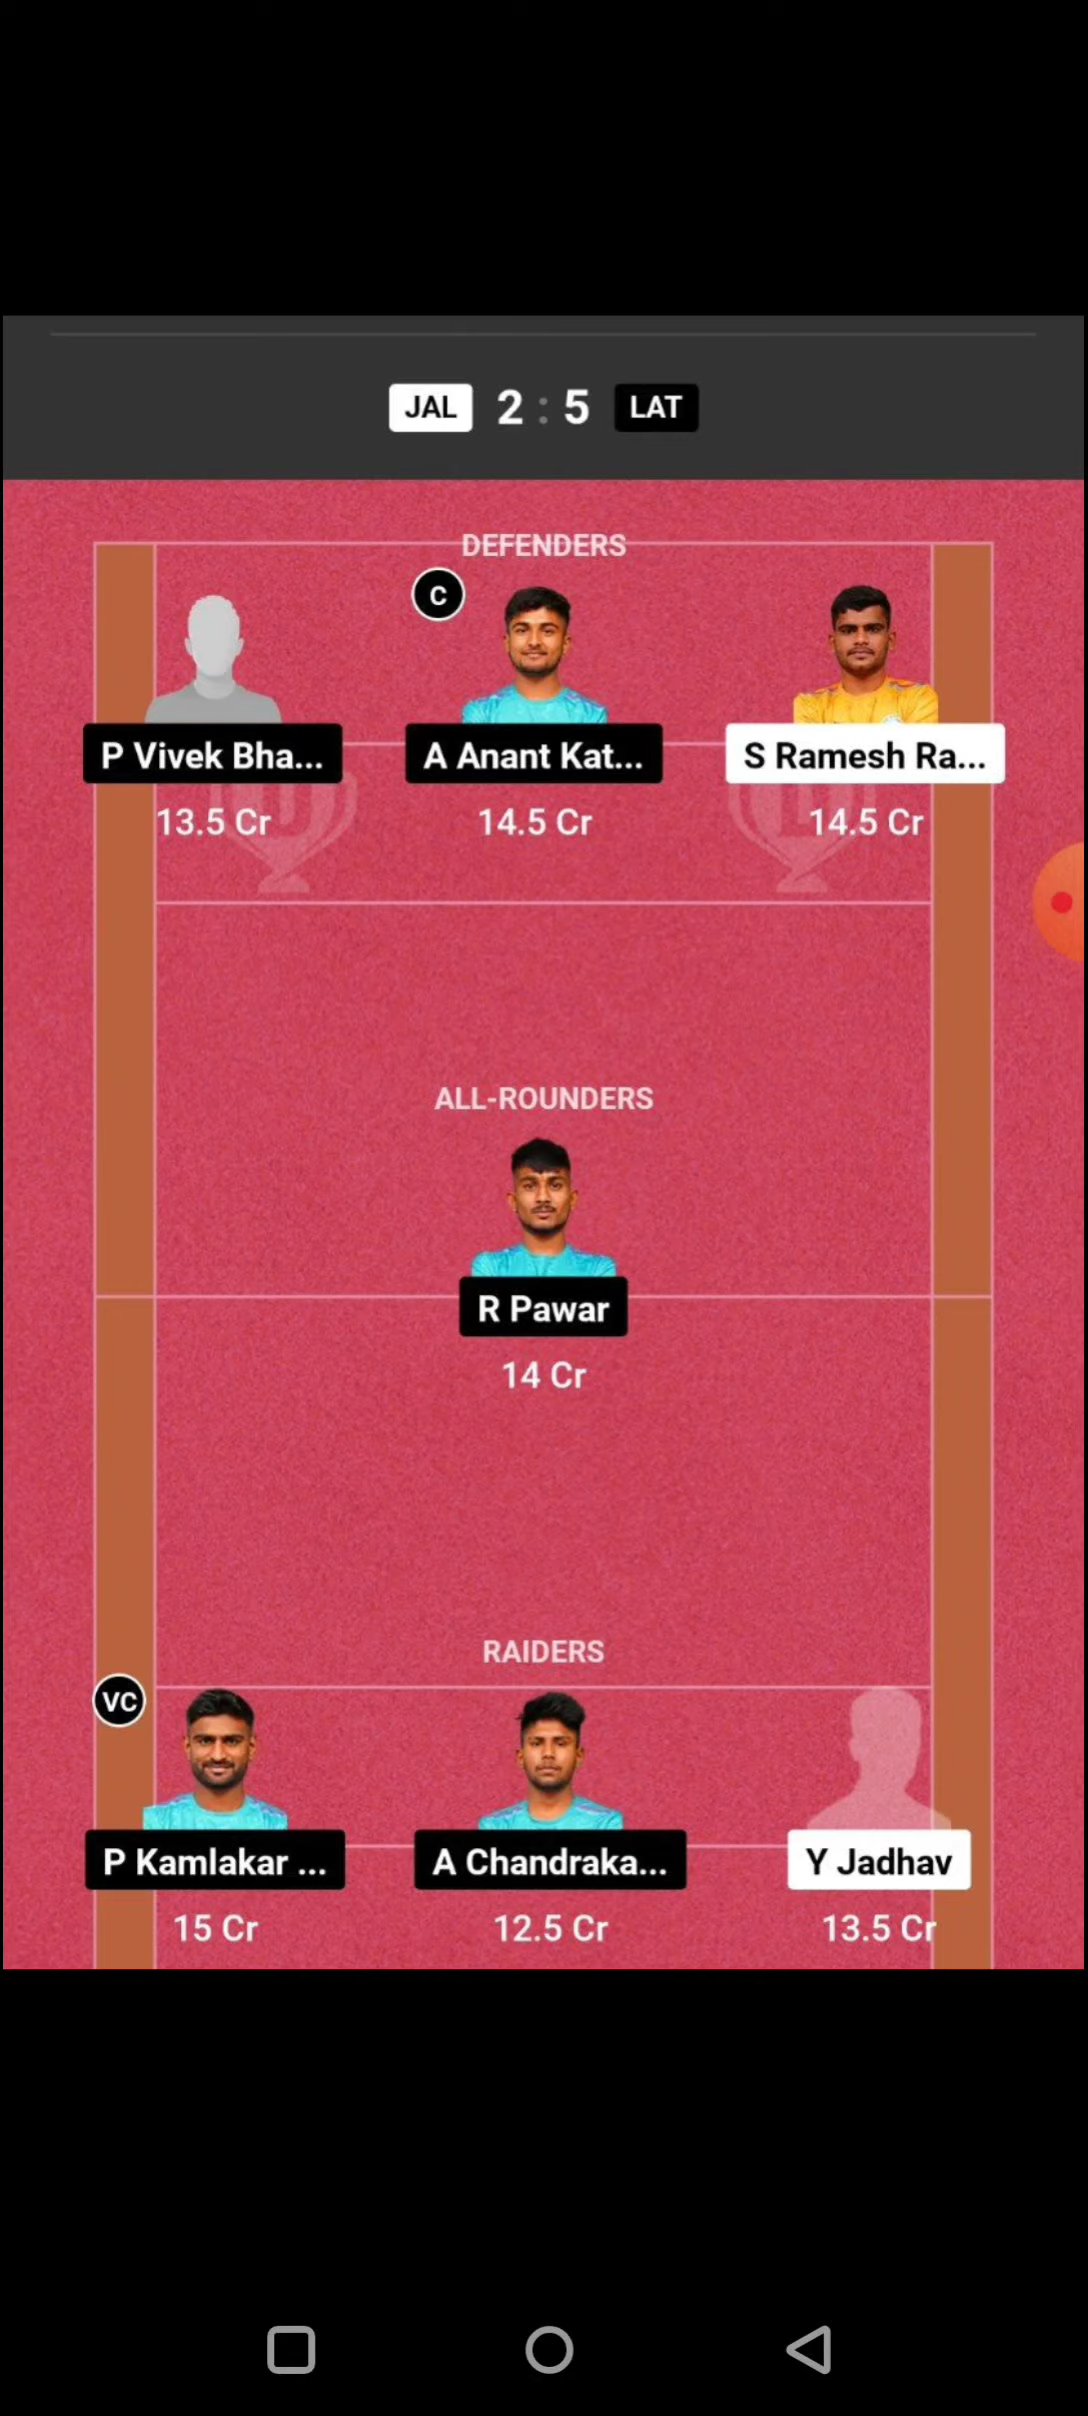 JAL 2 : 5 LAT
DEFENDERS
C
P Vivek Bha... A Anant Kat... S Ramesh Ra...
13.5 Cr 14.5 Cr 14.5 Cr
ALL-ROUNDERS
R Pawar
14 Cr
RAIDERS
VC
P Kamlakar ... A Chandraka... Y Jadhav
15 Cr 12.5 Cr 13.5 Cr